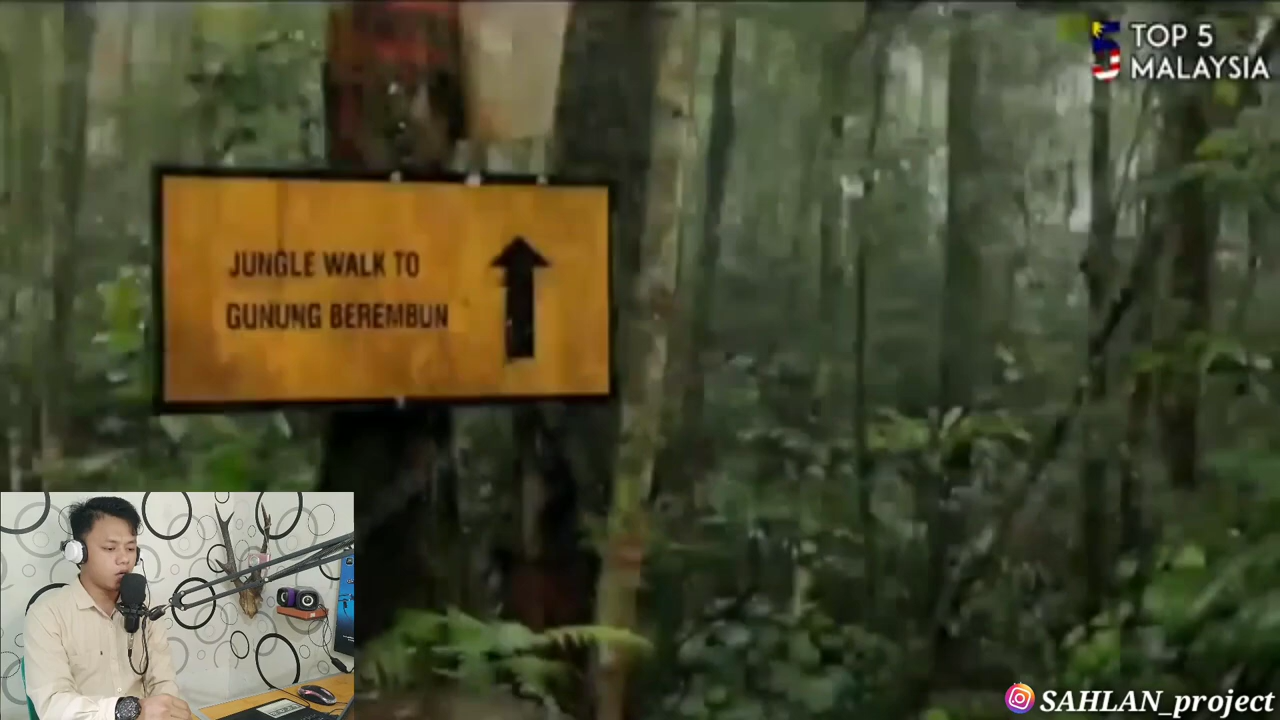 TOP 5
MALAYSIA
JUNGLE WALK TO
GUNUNG BEREMBUN
SAHLAN_project